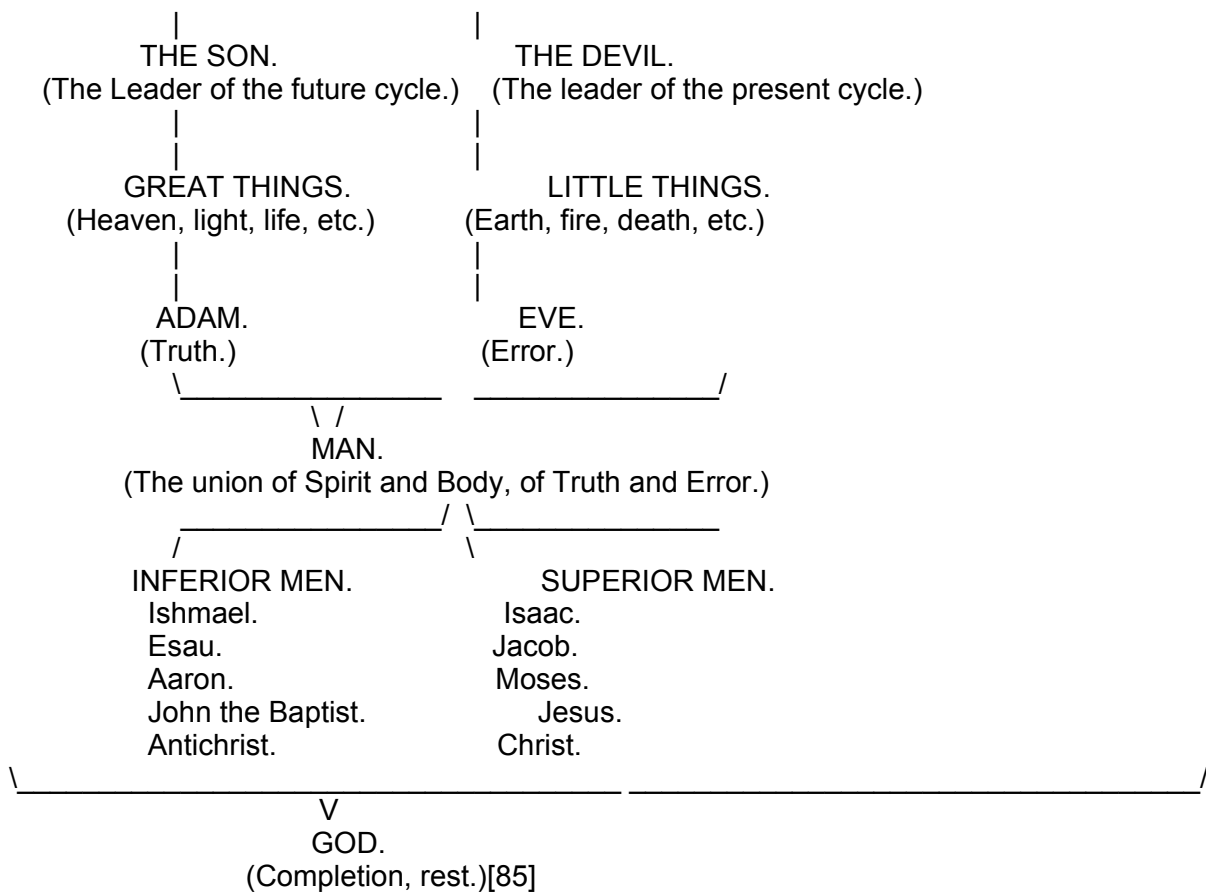 THE SON. THE DEVIL.
(The Leader of the future cycle.) (The leader of the present cycle.)
GREAT THINGS. LITTLE THINGS.
(Heaven, light, life, etc.) (Earth, fire, death, etc.)
ADAM. EVE.
(Truth.) (Error.)
MAN.
(The union of Spirit and Body, of Truth and Error.)
INFERIOR MEN. SUPERIOR MEN.
Ishmael. Isaac.
Esau. Jacob.
Aaron. Moses.
John the Baptist. Jesus.
Antichrist. Christ.
V
GOD.
(Completion, rest.)[85]